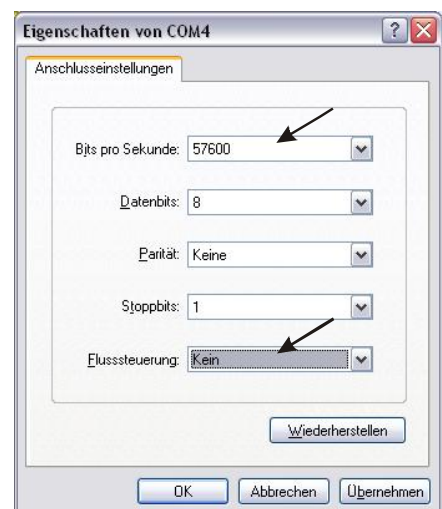 Eigenschaften von COM4
Anschlusseinstellungen
Bits pro Sekunde: 57600
Datenbits: 8
Parität: Keine
Stoppbits: 1
Flusssteuerung: Kein
Wiederherstellen
OK Abbrechen Übernehmen